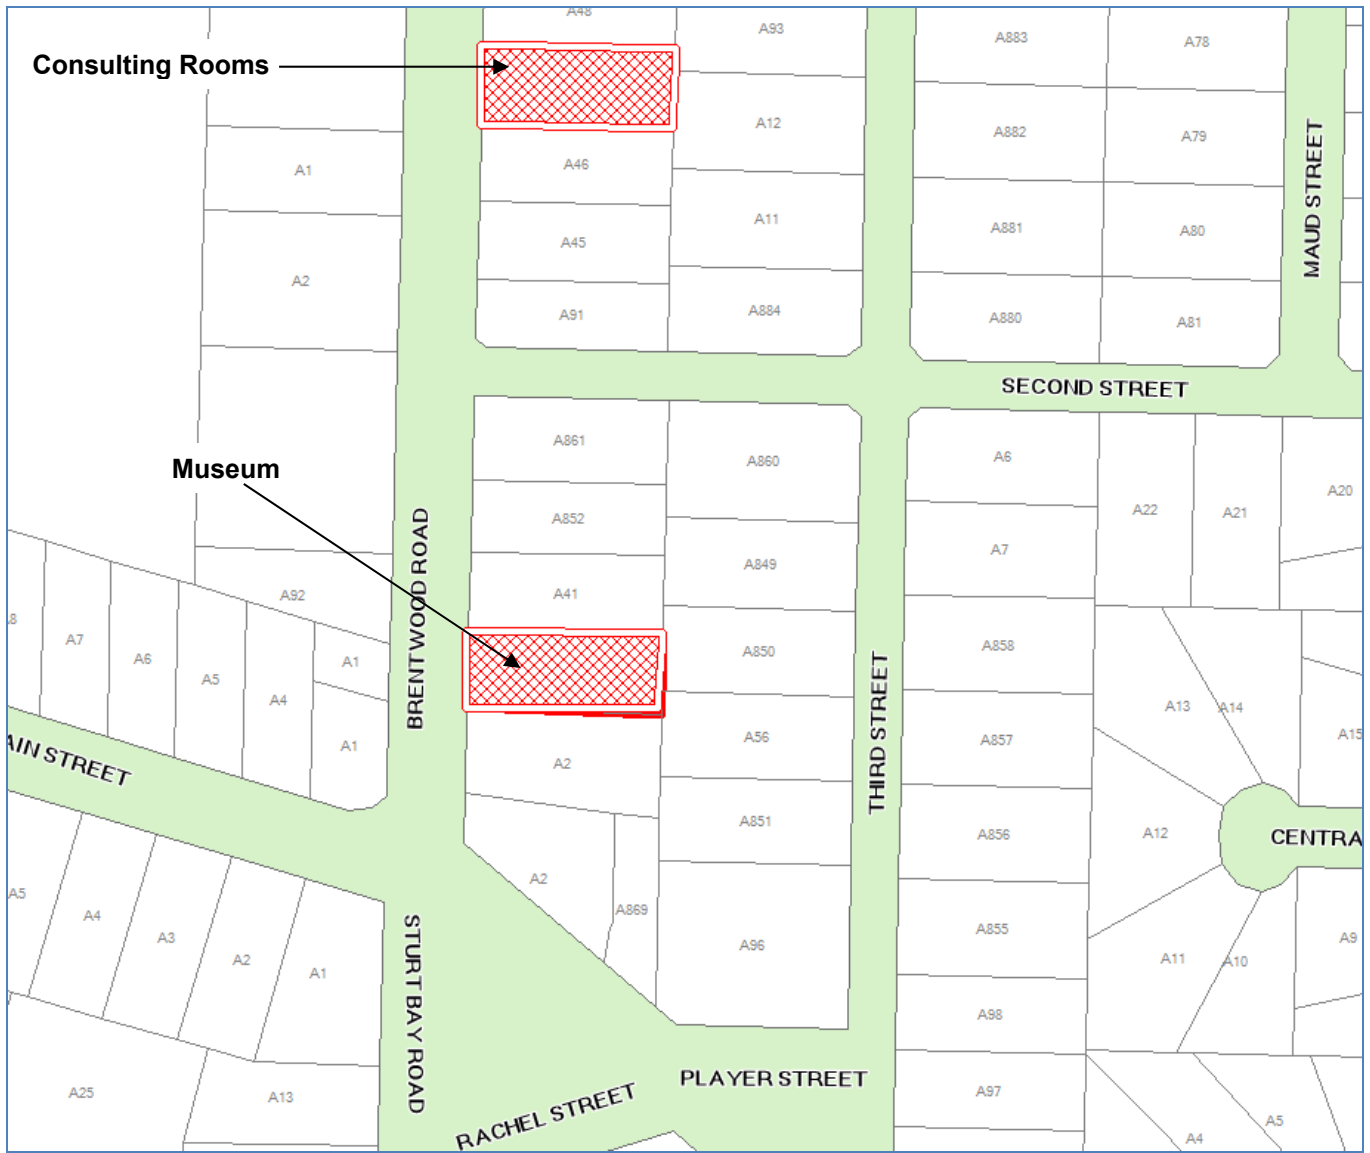 A48
A93
A883
A78
Consulting Rooms
A12
A882
A79
A46
A1
MAUD STREET
A11
A881
A80
A45
A2
A91
A884
A880
A81
SECOND STREET
A861
A860
A6
Museum
A20
A22
A21
A852
A7
A849
BRENTWOOD ROAD
A92
A41
A7
A6
A5
A4
A1
A850
A858
THIRD STREET
A13
A14
A15
A1
A2
A56
A857
AIN STREET
A851
A856
A12
CENTRA
A5
A4
A3
A2
A1
A2
A869
A96
A855
A11
A10
A9
STURT BAY ROAD
A98
A25
A13
PLAYER STREET
A97
RACHEL STREET
A5
A4